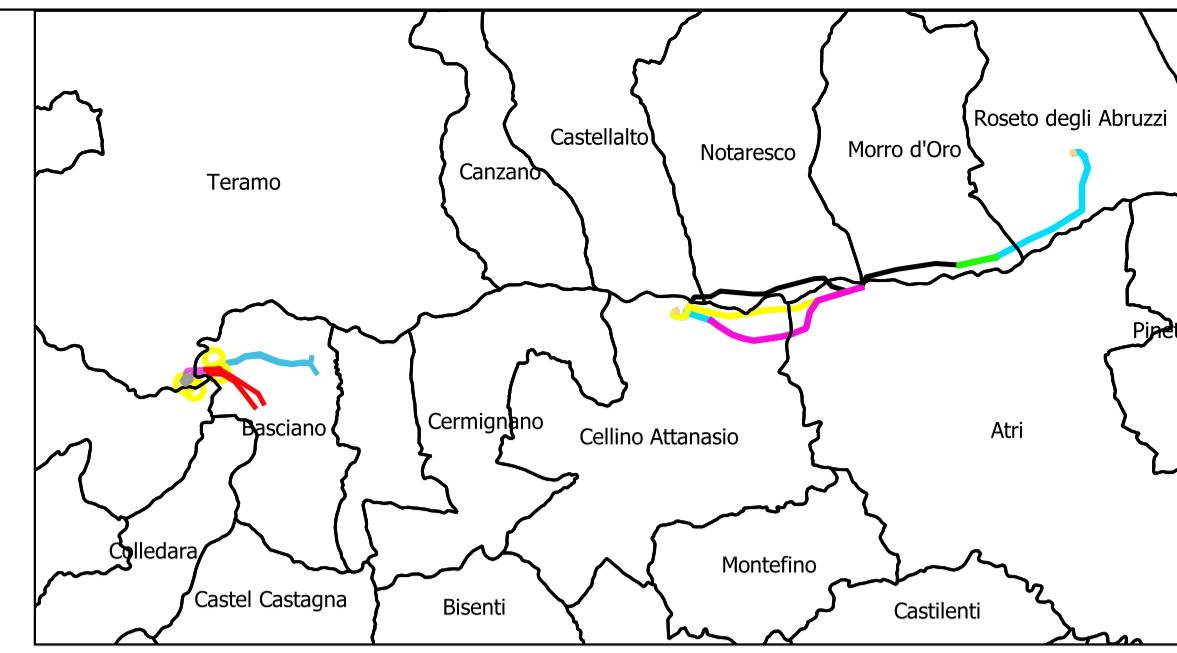 Roseto degli Abruzzi
Castellalto
Notaresco
Morro d'Oro
Canzano
Teramo
Pinet
Basciano
Cermignano
Cellino Attanasio
Atri
Colledara
Montefino
Castel Castagna
Bisenti
Castilenti